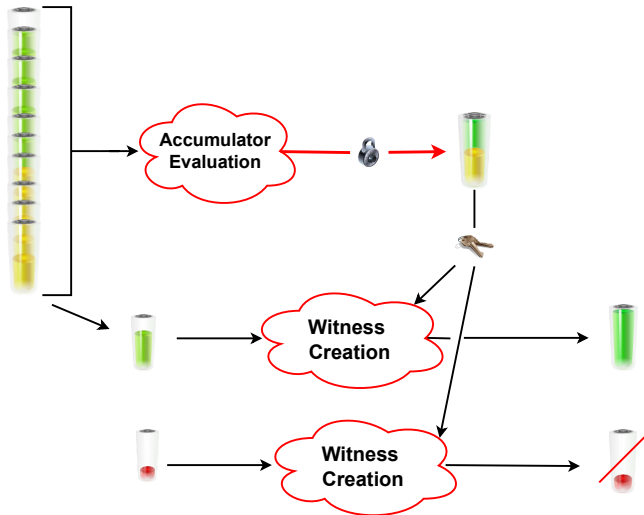 Accumulator
Evaluation
Witness
Creation
Witness
Creation